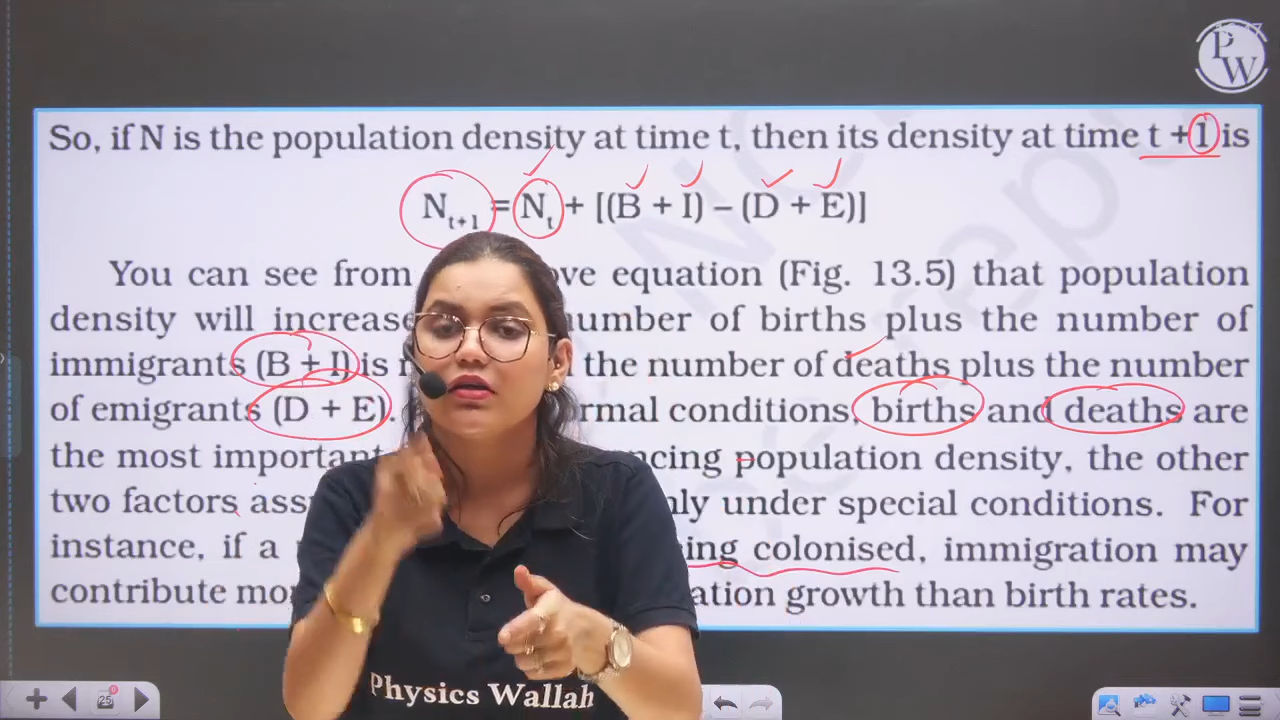 PW
So, if N is the population density at time t, then its density at time t + 1 is
N t+1 = N t + [(B + I) – (D + E)]
You can see from ove equation (Fig. 13.5) that population
density will increase number of births plus the number of
immigrants (B + I) is the number of deaths plus the number
of emigrants (D + E). rmal conditions, births and deaths are
the most important ncing population density, the other
two factors ass nly under special conditions. For
instance, if a ing colonised, immigration may
contribute mo ation growth than birth rates.
Physics Wallah
25